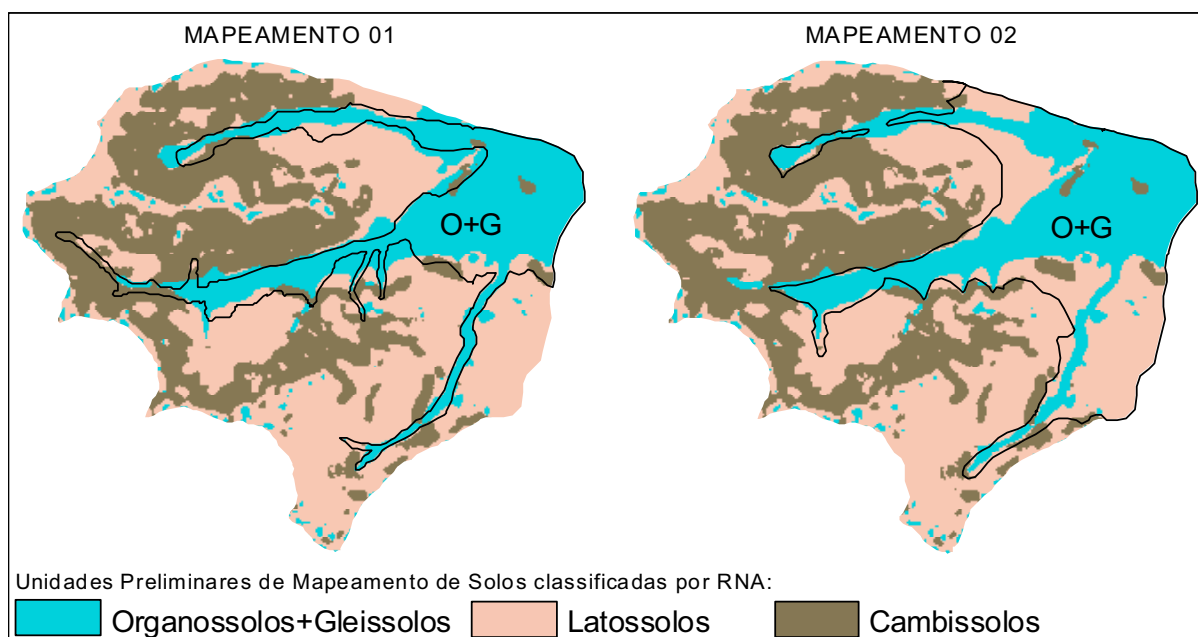 MAPEAMENTO 01
MAPEAMENTO 02
O+G
O+G
Unidades Preliminares de Mapeamento de Solos classificadas por RNA:
Organossolos+Gleissolos Latossolos Cambissolos